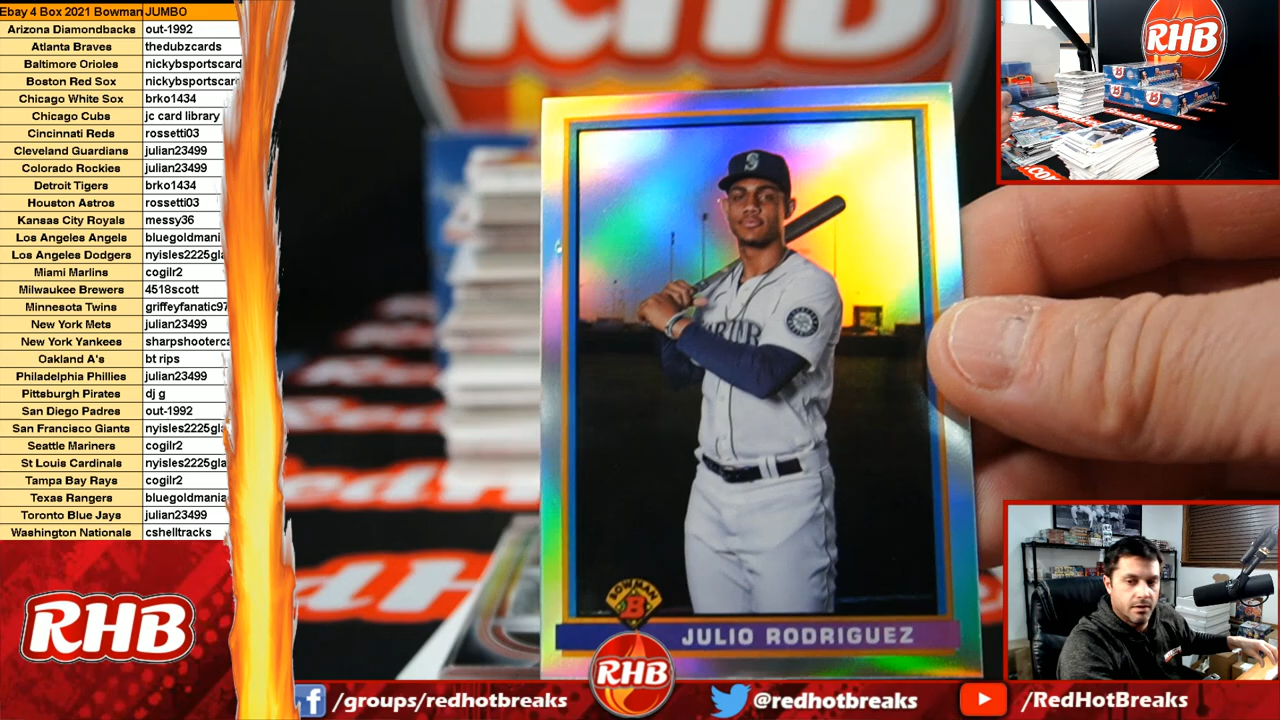 Ebay 4 Box 2021 Bowman JUMBO
Arizona Diamondbacks out-1992
Atlanta Braves thedubzcards
Baltimore Orioles nickybsportscard
Boston Red Sox nickybsportscard
Chicago White Sox brko1434
Chicago Cubs jc card library
Cincinnati Reds rossetti03
Cleveland Guardians julian23499
Colorado Rockies julian23499
Detroit Tigers brko1434
Houston Astros rossetti03
Kansas City Royals messy36
Los Angeles Angels bluegoldmani
Los Angeles Dodgers nyisles2225gla
Miami Marlins cogilr2
Milwaukee Brewers 4518scott
Minnesota Twins griffeyfanatic97
New York Mets julian23499
New York Yankees sharpshooterca
Oakland A's bt rips
Philadelphia Phillies julian23499
Pittsburgh Pirates dj g
San Diego Padres out-1992
San Francisco Giants nyisles2225gla
Seattle Mariners cogilr2
St Louis Cardinals nyisles2225gla
Tampa Bay Rays cogilr2
Texas Rangers bluegoldmania
Toronto Blue Jays julian23499
Washington Nationals cshelltracks
RHB
RHB
RHB
S
BOWMAN
B
JULIO RODRIGUEZ
RHB
/groups/redhotbreaks
@redhotbreaks
/RedHotBreaks